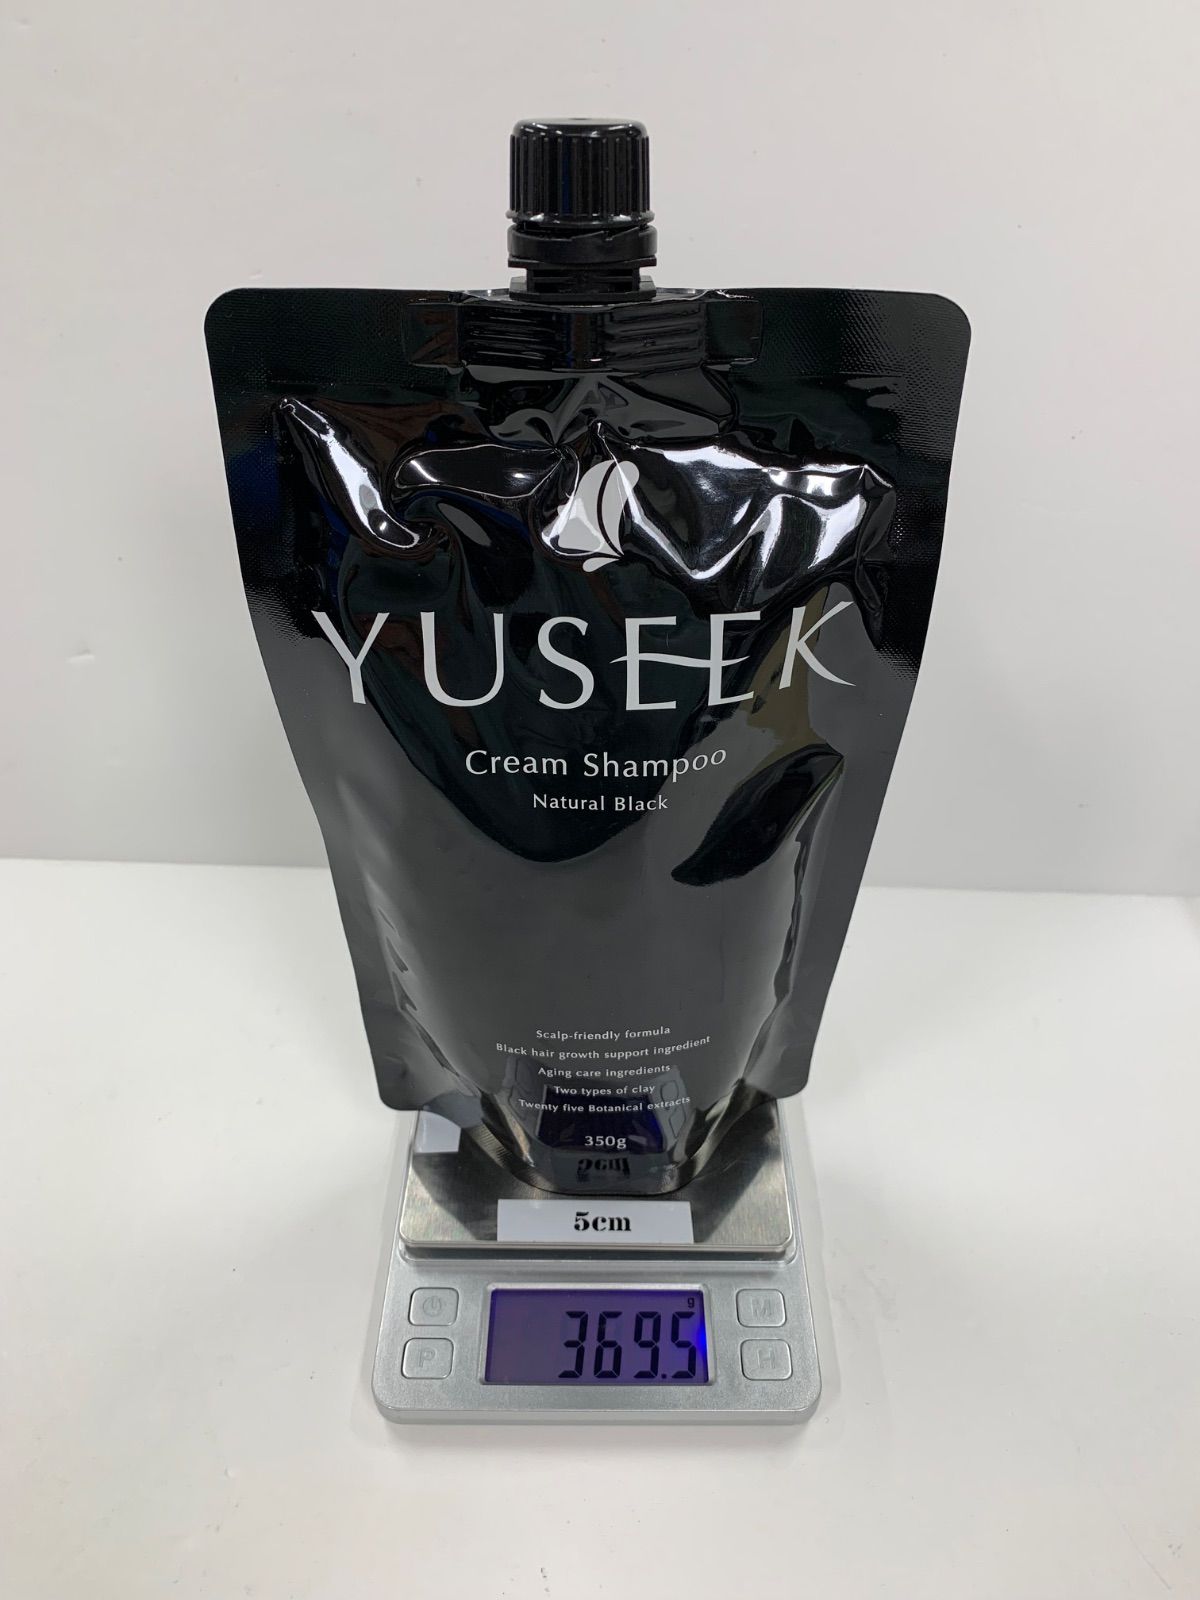 YUSEEK
Cream Shampoo
Natural Black
Scalp-friendly formula
Black hair growth support ingredient
Aging care ingredients
Two types of clay
Twenty five Botanical extracts
350g
5cm
g
369.5
M
P
H